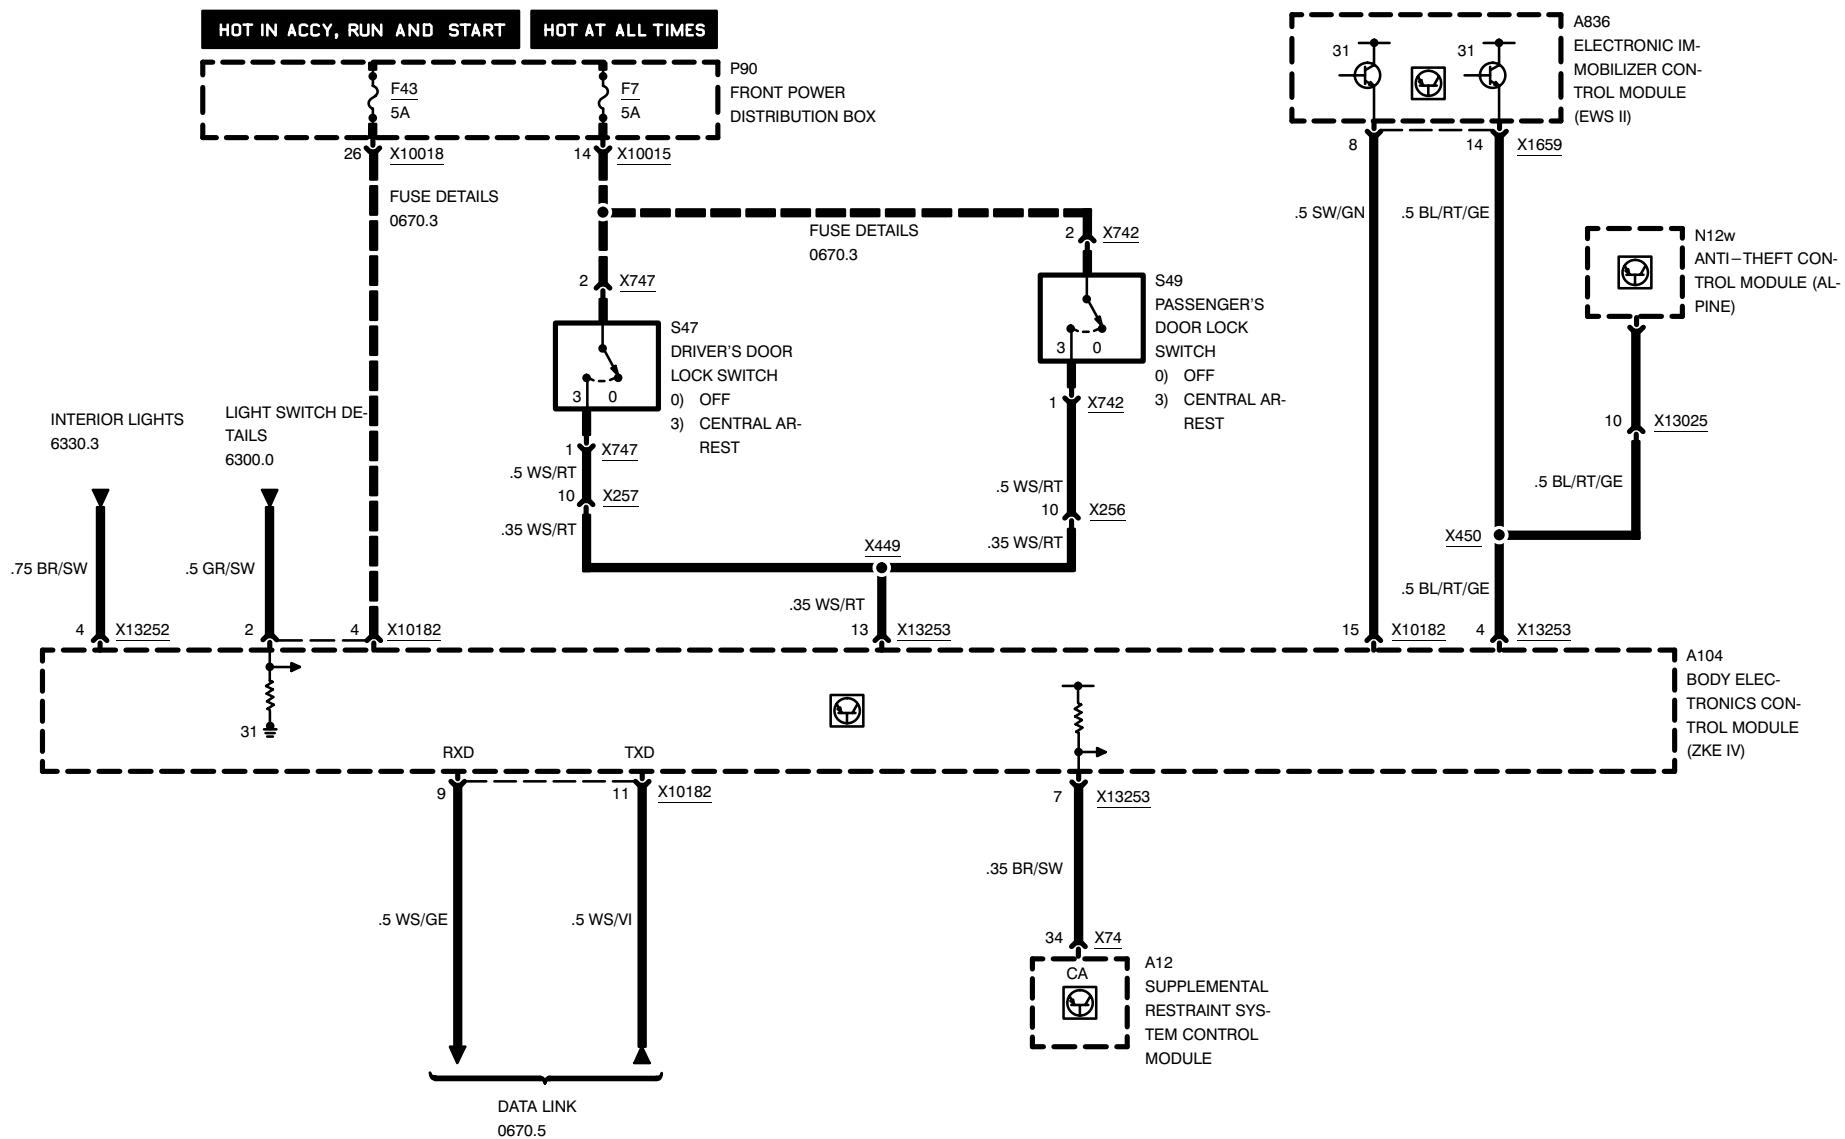 HOT IN ACCY, RUN AND START
HOT AT ALL TIMES
P90
FRONT POWER
DISTRIBUTION BOX
F43
5A
F7
5A
26
X10018
14
X10015
FUSE DETAILS
0670.3
FUSE DETAILS
0670.3
A836
ELECTRONIC IM-
MOBILIZER CON-
TROL MODULE
(EWS II)
31
31
8
14
X1659
.5 SW/GN
.5 BL/RT/GE
2
X742
2
X747
N12w
ANTI–THEFT CON-
TROL MODULE (AL-
PINE)
S47
DRIVER'S DOOR
LOCK SWITCH
0) OFF
3) CENTRAL AR-
REST
3
0
S49
PASSENGER'S
DOOR LOCK
SWITCH
0) OFF
3) CENTRAL AR-
REST
3
0
1
X747
1
X742
10
X13025
.5 WS/RT
10
X257
.35 WS/RT
.5 WS/RT
10
X256
.35 WS/RT
.5 BL/RT/GE
X450
X449
INTERIOR LIGHTS
6330.3
LIGHT SWITCH DE-
TAILS
6300.0
.75 BR/SW
.5 GR/SW
.35 WS/RT
.5 BL/RT/GE
4
X13252
2
4
X10182
13
X13253
15
X10182
4
X13253
A104
BODY ELEC-
TRONICS CON-
TROL MODULE
(ZKE IV)
31
RXD
TXD
9
11
X10182
7
X13253
.5 WS/GE
.5 WS/VI
.35 BR/SW
34
X74
CA
A12
SUPPLEMENTAL
RESTRAINT SYS-
TEM CONTROL
MODULE
DATA LINK
0670.5